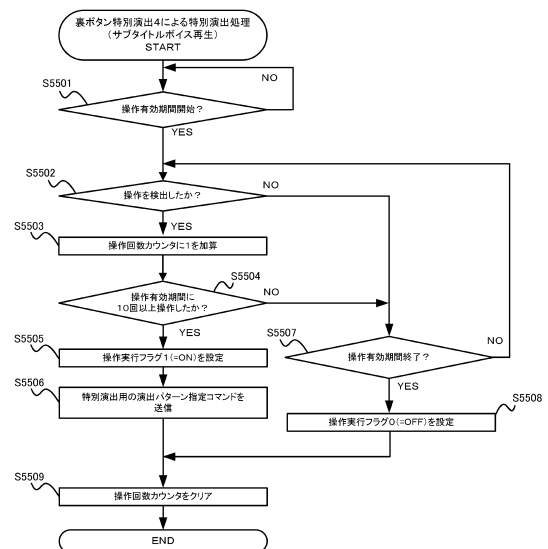 裏ボタン特別演出4による特別演出処理
（サブタイトルボイス再生）
START
NO
S5501
操作有効期間開始？
YES
S5502
操作を検出したか？
NO
YES
S5503
操作回数カウンタに1を加算
S5504
操作有効期間に
10回以上操作したか？
NO
YES
S5505
操作実行フラグ1（=ON）を設定
S5506
特別演出用の演出パターン指定コマンドを
送信
S5507
操作有効期間終了？
NO
YES
S5508
操作実行フラグ0（=OFF）を設定
S5509
操作回数カウンタをクリア
END